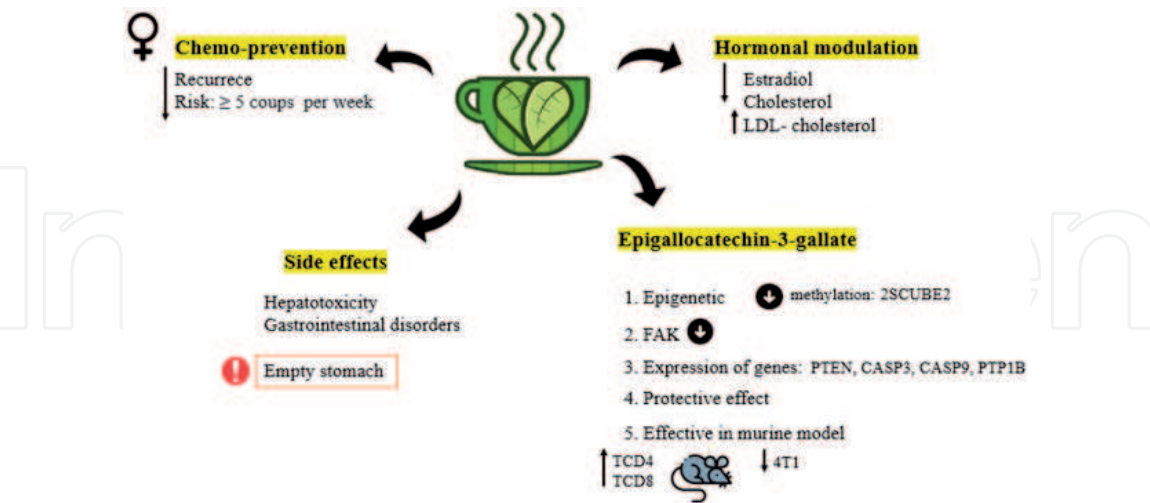 Chemo-prevention
Recurrece
Risk: ≥ 5 coups per week
Hormonal modulation
Estradiol
Cholesterol
LDL- cholesterol
Side effects
Hepatotoxicity
Gastrointestinal disorders
Empty stomach
Epigallocatechin-3-gallate
1. Epigenetic methylation: 2SCUBE2
2. FAK
3. Expression of genes: PTEN, CASP3, CASP9, PTP1B
4. Protective effect
5. Effective in murine model
TCD4 4T1
TCD8